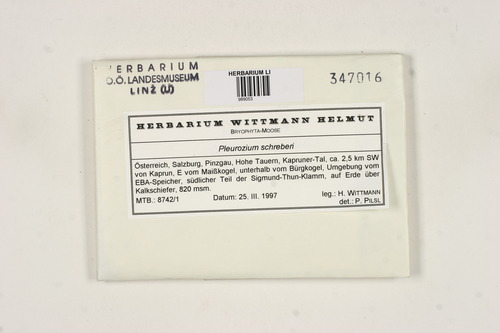 HERBARIUM
O.Ö. LANDESMUSEUM
LINZ (LI)
HERBARIUM LI
989053
347016
HERBARIUM WITTMANN HELMUT
BRYOPHYTA-MOOSE
Pleurozium schreberi
Österreich, Salzburg, Pinzgau, Hohe Tauern, Kapruner-Tal, ca. 2,5 km SW
von Kaprun, E vom Maißkogel, unterhalb vom Bürgkogel, Umgebung vom
EBA-Speicher, südlicher Teil der Sigmund-Thun-Klamm, auf Erde über
Kalkschiefer, 820 msm.
MTB.: 8742/1 Datum: 25. III. 1997 leg.: H. WITTMANN
det.: P. PILSL